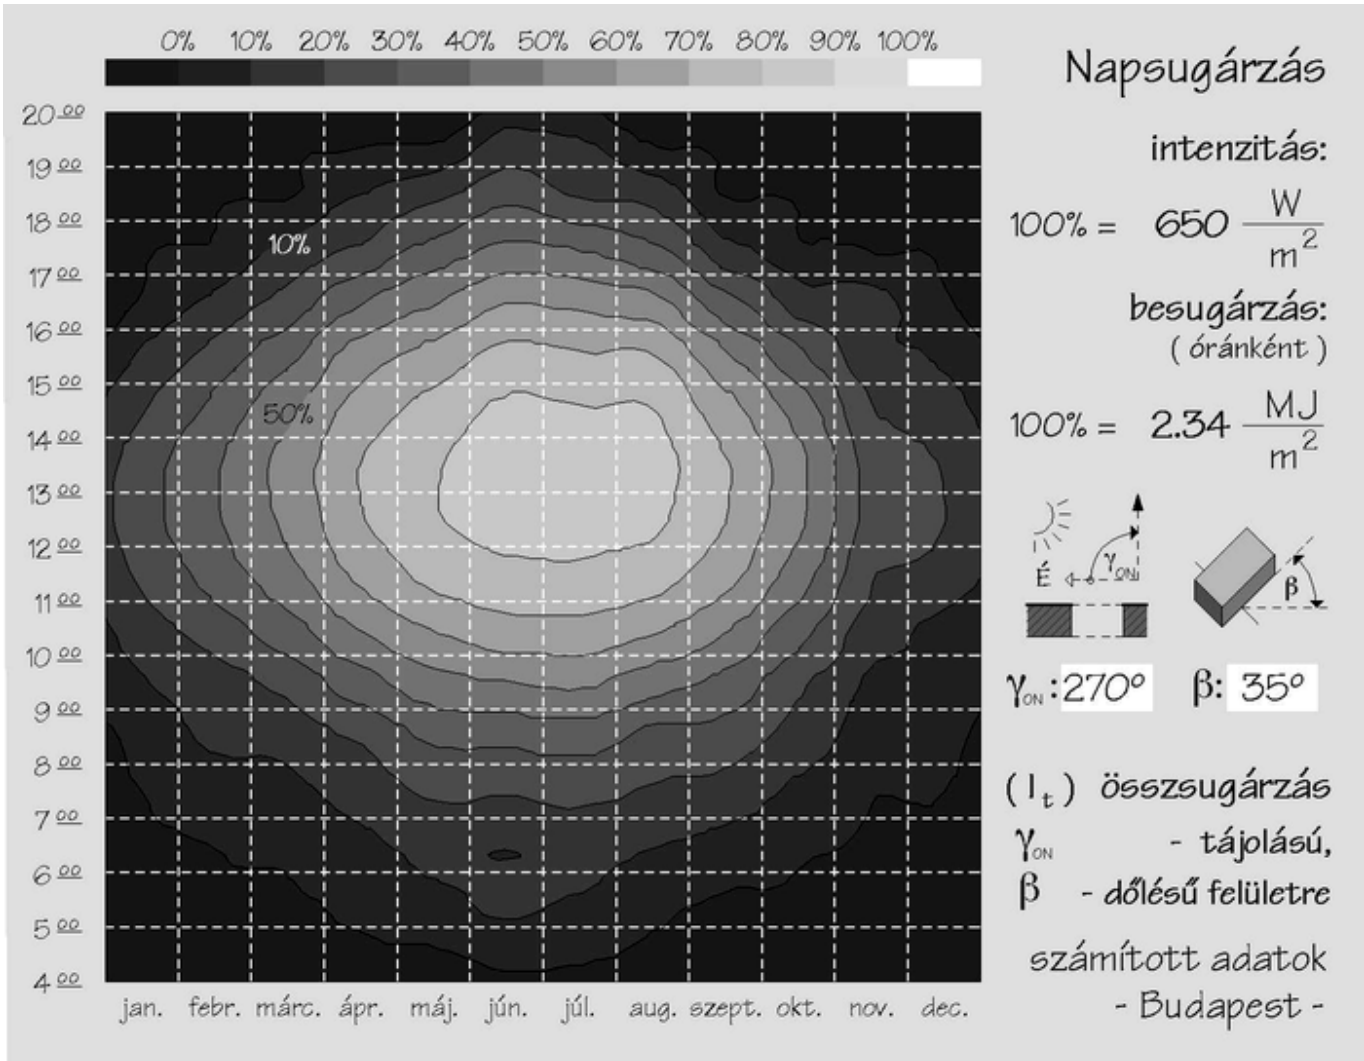 0% 10% 20% 30% 40% 50% 60% 70% 80% 90% 100%
Napsugárzás
intenzitás:
100% = 650 W/m²
besugárzás:
( óránként )
100% = 2.34 MJ/m²
20 00
19 00
18 00
17 00
16 00
15 00
14 00
13 00
12 00
11 00
10 00
9 00
8 00
7 00
6 00
5 00
4 00
10%
50%
É γON β
γON : 270° β: 35°
( I t ) összsugárzás
γON - tájolású,
β - dőlésű felületre
számított adatok
- Budapest -
jan. febr. márc. ápr. máj. jún. júl. aug. szept. okt. nov. dec.